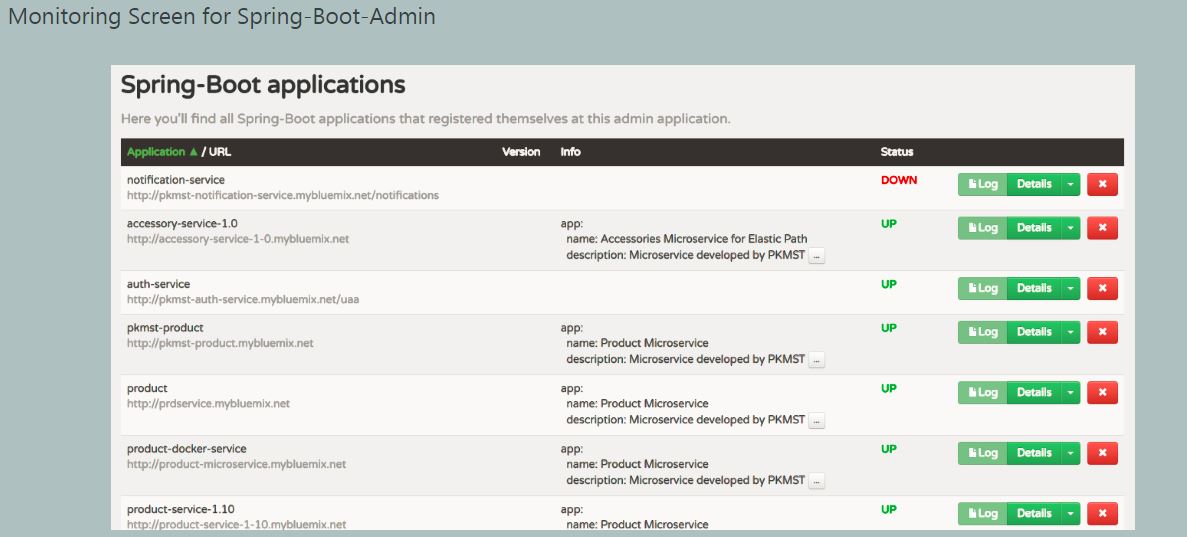 Monitoring Screen for Spring-Boot-Admin
Spring-Boot applications
Here you'll find all Spring-Boot applications that registered themselves at this admin application.
Application ▲ / URL Version Info Status
notification-service DOWN Log Details
http://pkmst-notification-service.mybluemix.net/notifications
accessory-service-1.0 app: UP Log Details
http://accessory-service-1-0.mybluemix.net name: Accessories Microservice for Elastic Path
description: Microservice developed by PKMST ...
auth-service UP Log Details
http://pkmst-auth-service.mybluemix.net/uaa
pkmst-product app: UP Log Details
http://pkmst-product.mybluemix.net name: Product Microservice
description: Microservice developed by PKMST ...
product app: UP Log Details
http://prdservice.mybluemix.net name: Product Microservice
description: Microservice developed by PKMST ...
product-docker-service app: UP Log Details
http://product-microservice.mybluemix.net name: Product Microservice
description: Microservice developed by PKMST ...
product-service-1.10 app: UP Log Details
http://product-service-1-10.mybluemix.net name: Product Microservice